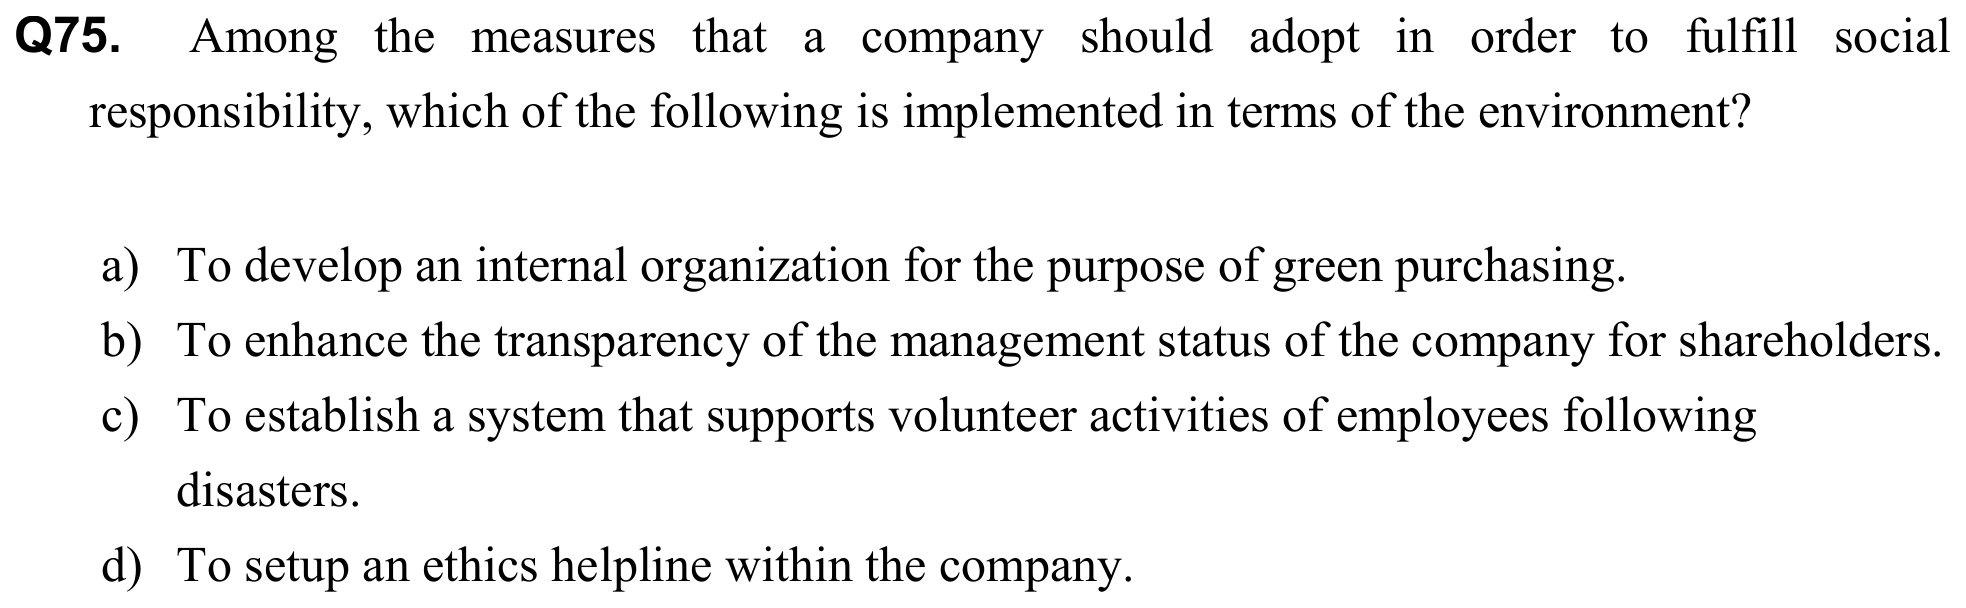 Q75. Among the measures that a company should adopt in order to fulfill social
responsibility, which of the following is implemented in terms of the environment?
a) To develop an internal organization for the purpose of green purchasing.
b) To enhance the transparency of the management status of the company for shareholders.
c) To establish a system that supports volunteer activities of employees following
disasters.
d) To setup an ethics helpline within the company.